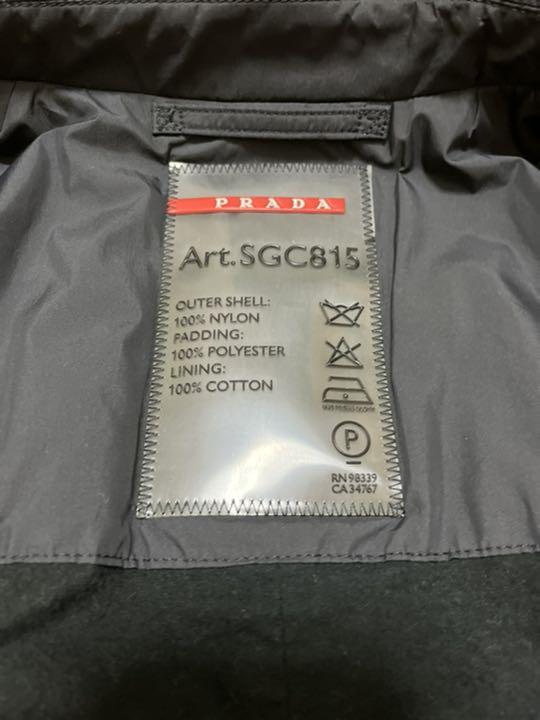 PRADA
Art.SGC815
OUTER SHELL:
100% NYLON
PADDING:
100% POLYESTER
LINING:
100% COTTON
P
RN 98339
CA 34767